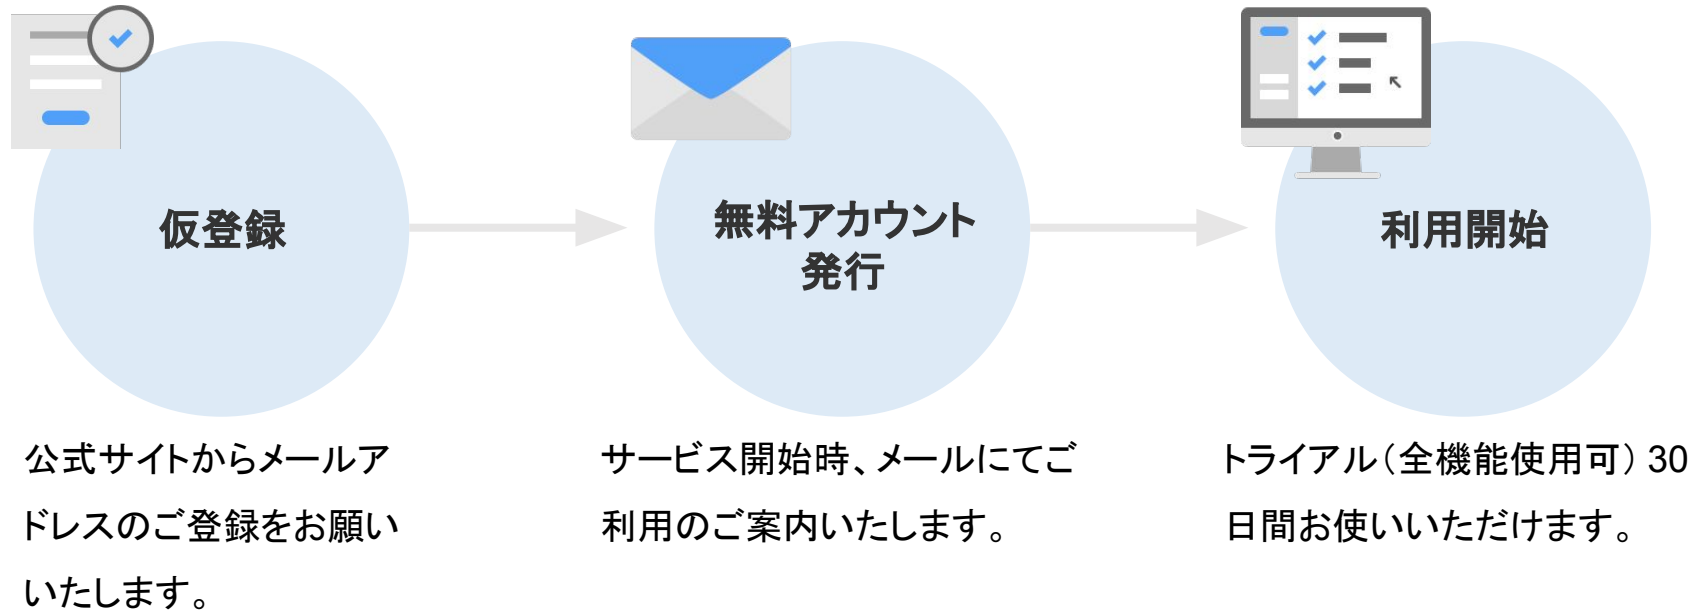 仮登録
公式サイトからメールア
ドレスのご登録をお願い
いたします。
無料アカウント
発行
サービス開始時、メールにてご
利用のご案内いたします。
利用開始
トライアル（全機能使用可）30
日間お使いいただけます。